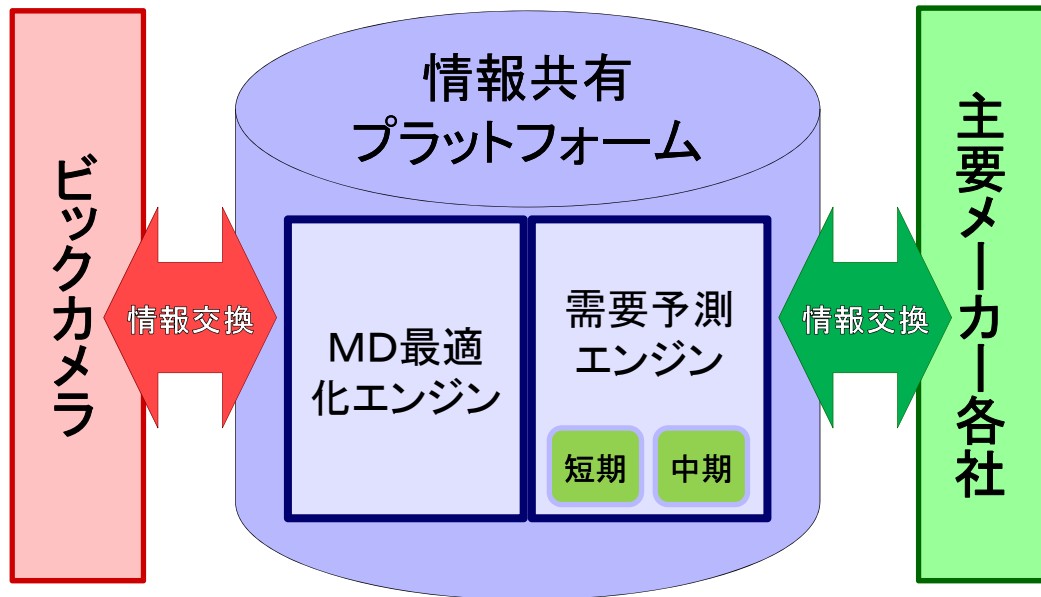 情報共有
プラットフォーム
ビックカメラ
情報交換
MD最適
化エンジン
需要予測
エンジン
短期
中期
情報交換
主要メーカー各社